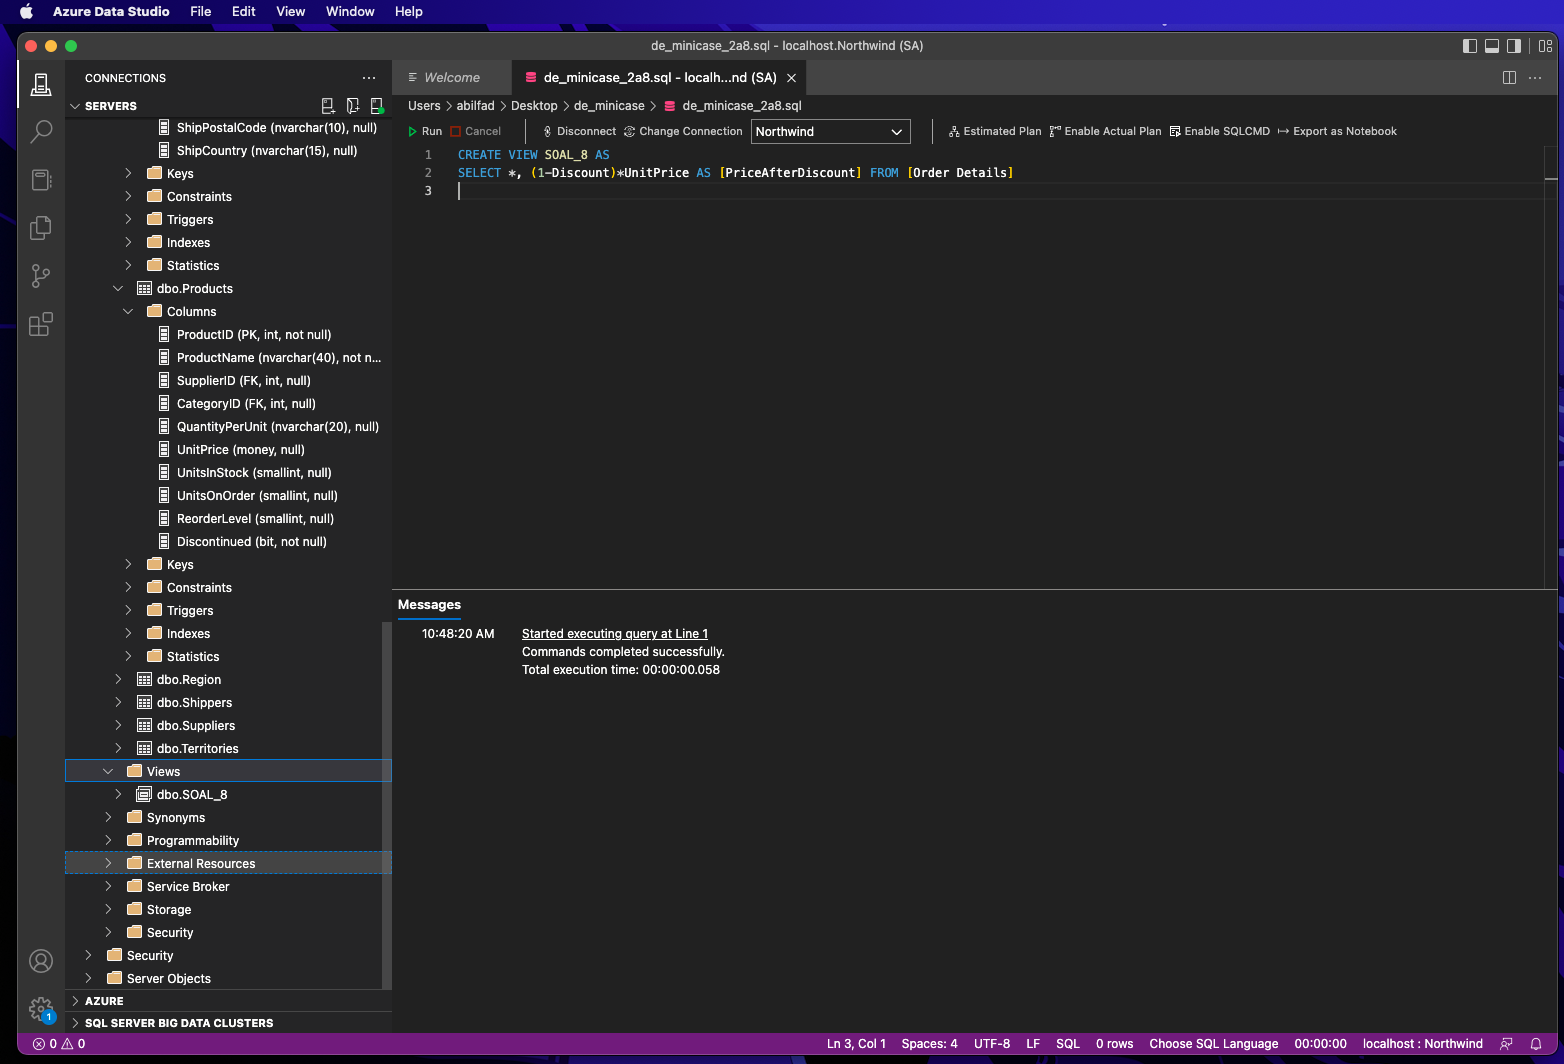 Azure Data Studio File Edit View Window Help
de_minicase_2a8.sql - localhost.Northwind (SA)
CONNECTIONS
SERVERS
ShipPostalCode (nvarchar(10), null)
ShipCountry (nvarchar(15), null)
Keys
Constraints
Triggers
Indexes
Statistics
dbo.Products
Columns
ProductID (PK, int, not null)
ProductName (nvarchar(40), not n...
SupplierID (FK, int, null)
CategoryID (FK, int, null)
QuantityPerUnit (nvarchar(20), null)
UnitPrice (money, null)
UnitsInStock (smallint, null)
UnitsOnOrder (smallint, null)
ReorderLevel (smallint, null)
Discontinued (bit, not null)
Keys
Constraints
Triggers
Indexes
Statistics
dbo.Region
dbo.Shippers
dbo.Suppliers
dbo.Territories
Views
dbo.SOAL_8
Synonyms
Programmability
External Resources
Service Broker
Storage
Security
Security
Server Objects
AZURE
SQL SERVER BIG DATA CLUSTERS
1
Welcome de_minicase_2a8.sql - localh...nd (SA)
Users > abilfad > Desktop > de_minicase > de_minicase_2a8.sql
Run Cancel Disconnect Change Connection Northwind Estimated Plan Enable Actual Plan Enable SQLCMD Export as Notebook
1 CREATE VIEW SOAL_8 AS
2 SELECT *, (1-Discount)*UnitPrice AS [PriceAfterDiscount] FROM [Order Details]
3
Messages
10:48:20 AM Started executing query at Line 1
Commands completed successfully.
Total execution time: 00:00:00.058
0 0 Ln 3, Col 1 Spaces: 4 UTF-8 LF SQL 0 rows Choose SQL Language 00:00:00 localhost : Northwind